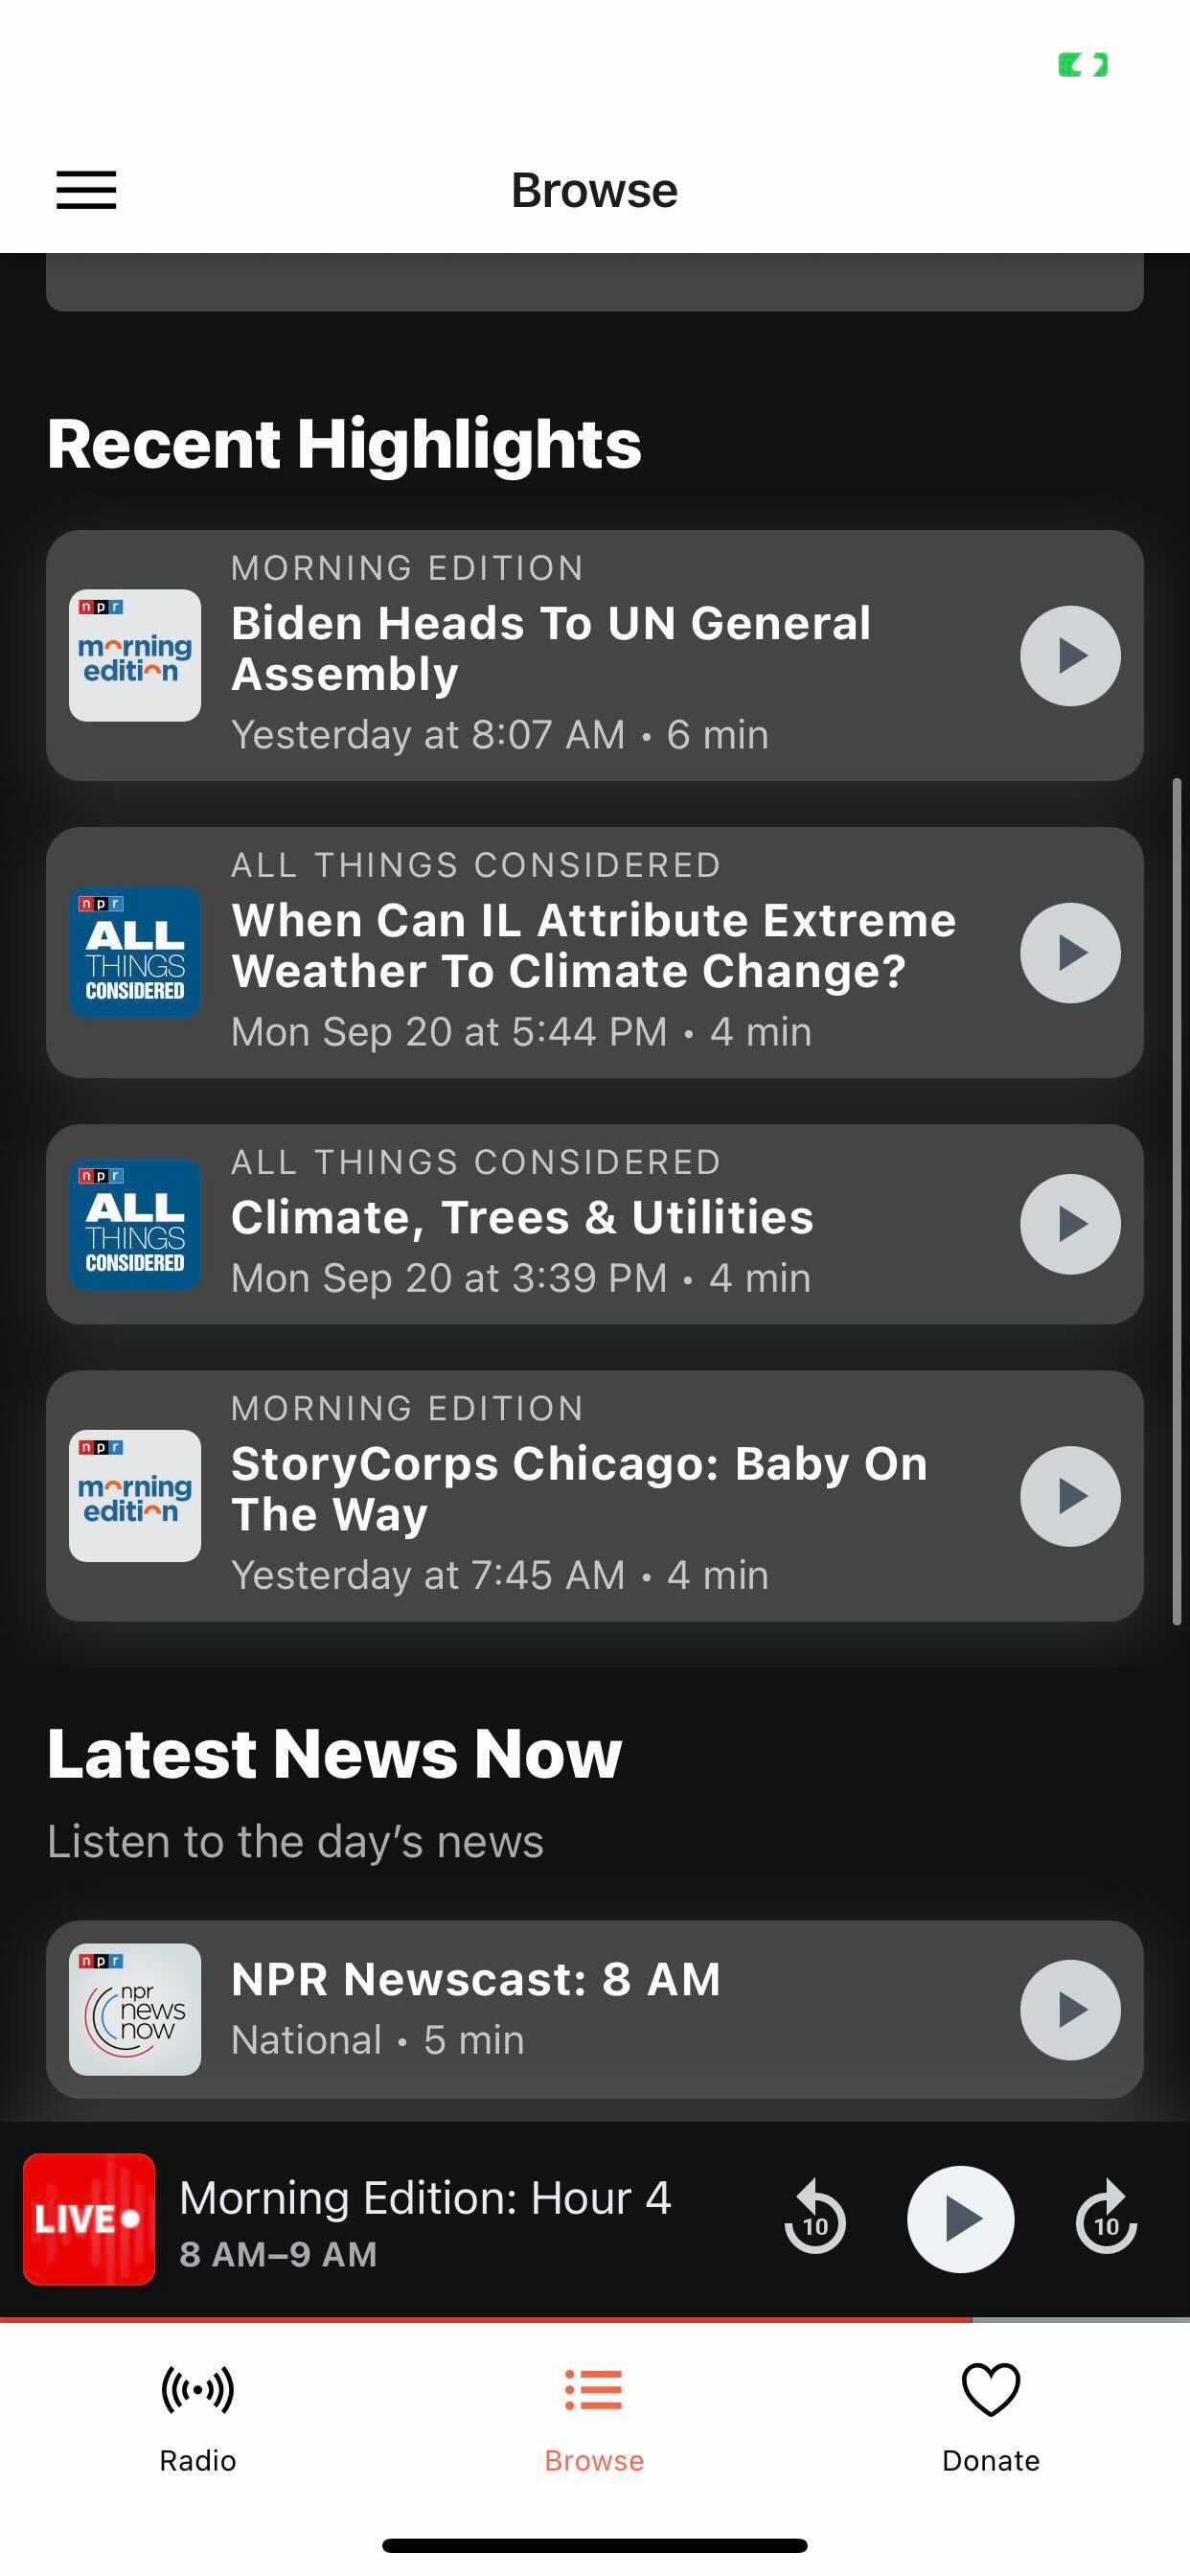 Browse
Recent Highlights
MORNING EDITION
npr
morning
edition
Biden Heads To UN General
Assembly
Yesterday at 8:07 AM • 6 min
ALL THINGS CONSIDERED
npr
ALL
THINGS
CONSIDERED
When Can IL Attribute Extreme
Weather To Climate Change?
Mon Sep 20 at 5:44 PM • 4 min
ALL THINGS CONSIDERED
npr
ALL
THINGS
CONSIDERED
Climate, Trees & Utilities
Mon Sep 20 at 3:39 PM • 4 min
MORNING EDITION
npr
morning
edition
StoryCorps Chicago: Baby On
The Way
Yesterday at 7:45 AM • 4 min
Latest News Now
Listen to the day’s news
npr
npr
news
now
NPR Newscast: 8 AM
National • 5 min
LIVE
Morning Edition: Hour 4
8 AM–9 AM
10
10
Radio
Browse
Donate